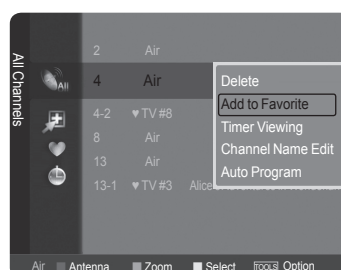 All Channels
All
2 Air
4 Air
4-2 ♥ TV #8
8 Air
13 Air
13-1 ♥ TV #3 Alice
Delete
Add to Favorite
Timer Viewing
Channel Name Edit
Auto Program
Air Antenna Zoom Select TOOLS Option